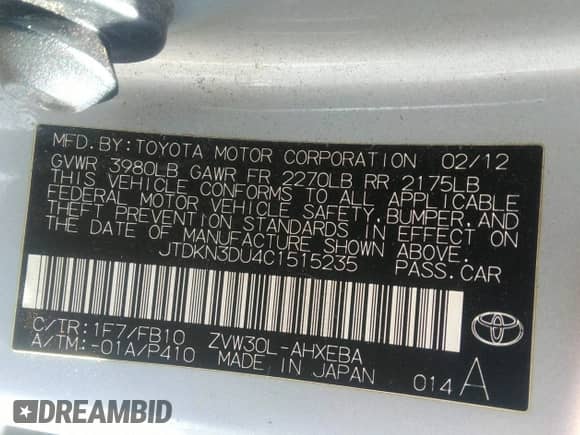 MFD. BY: TOYOTA MOTOR CORPORATION 02/12
GVWR 3980LB GAWR FR 2270LB RR 2175LB
THIS VEHICLE CONFORMS TO ALL APPLICABLE
FEDERAL MOTOR VEHICLE SAFETY, BUMPER, AND
THEFT PREVENTION STANDARDS IN EFFECT ON
THE DATE OF MANUFACTURE SHOWN ABOVE.
JTDKN3DU4C1515235 PASS.CAR
C/TR:1F7/FB10 ZVW30L-AHXEBA
A/TM:-01A/P410 MADE IN JAPAN 014 A
TOYOTA
DREAMBID